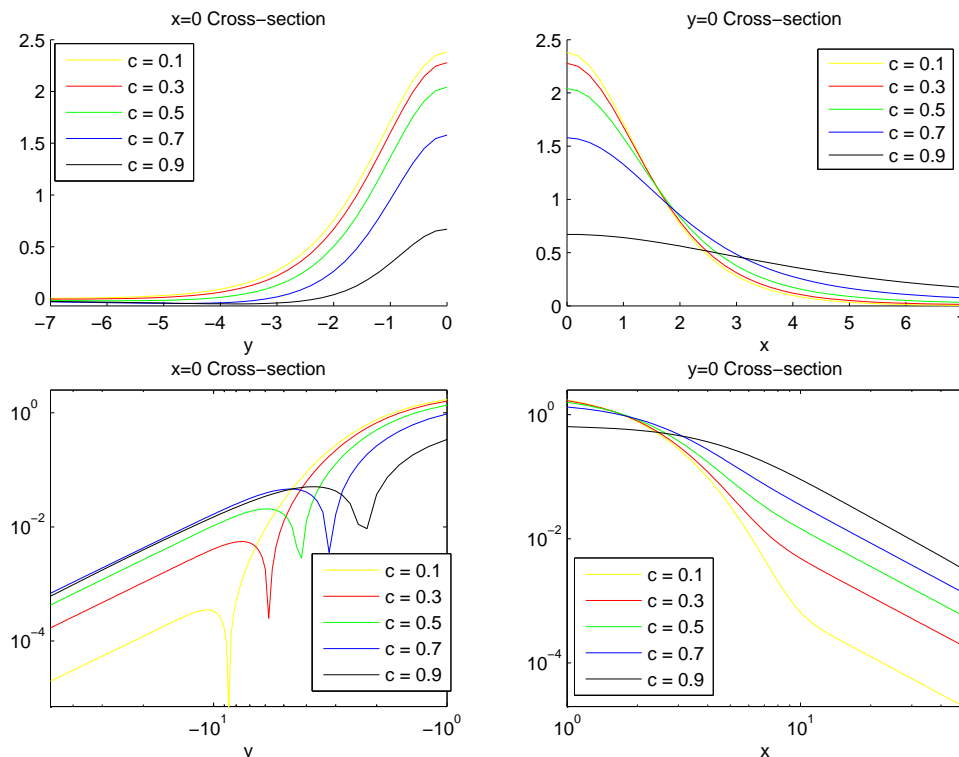 x=0 Cross−section
2.5
2
1.5
1
0.5
0
−7
−6
−5
−4
−3
−2
−1
0
y
c = 0.1
c = 0.3
c = 0.5
c = 0.7
c = 0.9
y=0 Cross−section
2.5
2
1.5
1
0.5
0
0
1
2
3
4
5
6
7
x
c = 0.1
c = 0.3
c = 0.5
c = 0.7
c = 0.9
x=0 Cross−section
10^0
10^−2
10^−4
−10^1
−10^0
y
c = 0.1
c = 0.3
c = 0.5
c = 0.7
c = 0.9
y=0 Cross−section
10^0
10^−2
10^−4
10^0
10^1
x
c = 0.1
c = 0.3
c = 0.5
c = 0.7
c = 0.9